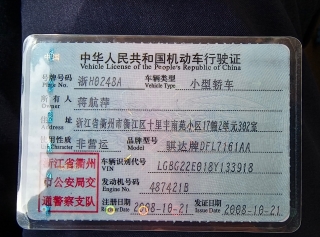 中华人民共和国机动车行驶证
Vehicle License of the People's Republic of China
号牌号码 浙H0248A 车辆类型 小型轿车
Plate No. Vehicle Type
所有人 蒋航萍
Owner
住址 浙江省衢州市衢江区十里丰南苑小区17幢2单元302室
Address
使用性质 非营运 品牌型号 骐达牌DFL7161AA
Character Model
浙江省衢州 车辆识别代号 LGBG22E018Y133918
VIN
市公安局交 发动机号码 487421B
Engine No.
通警察支队 注册日期 2008-10-21 发证日期 2008-10-21
Register Date Issue Date